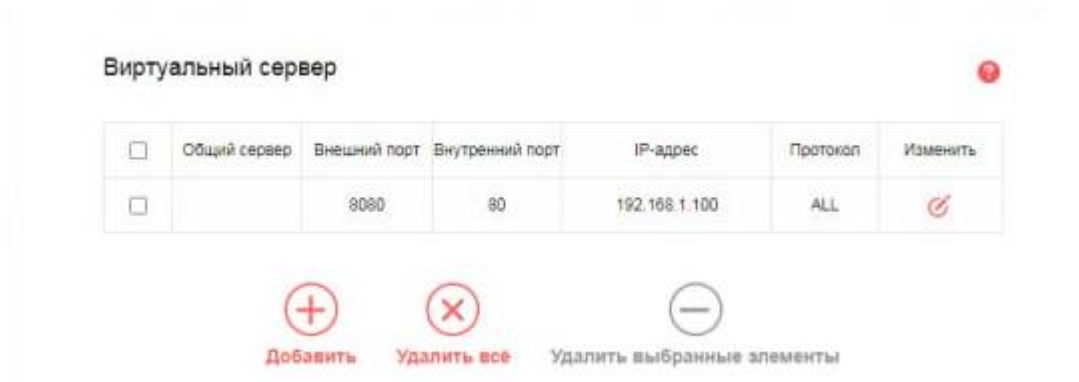 Виртуальный сервер
?
Общий сервер Внешний порт Внутренний порт IP-адрес Протокол Изменить
8080 80 192.168.1.100 ALL
Добавить Удалить все Удалить выбранные элементы